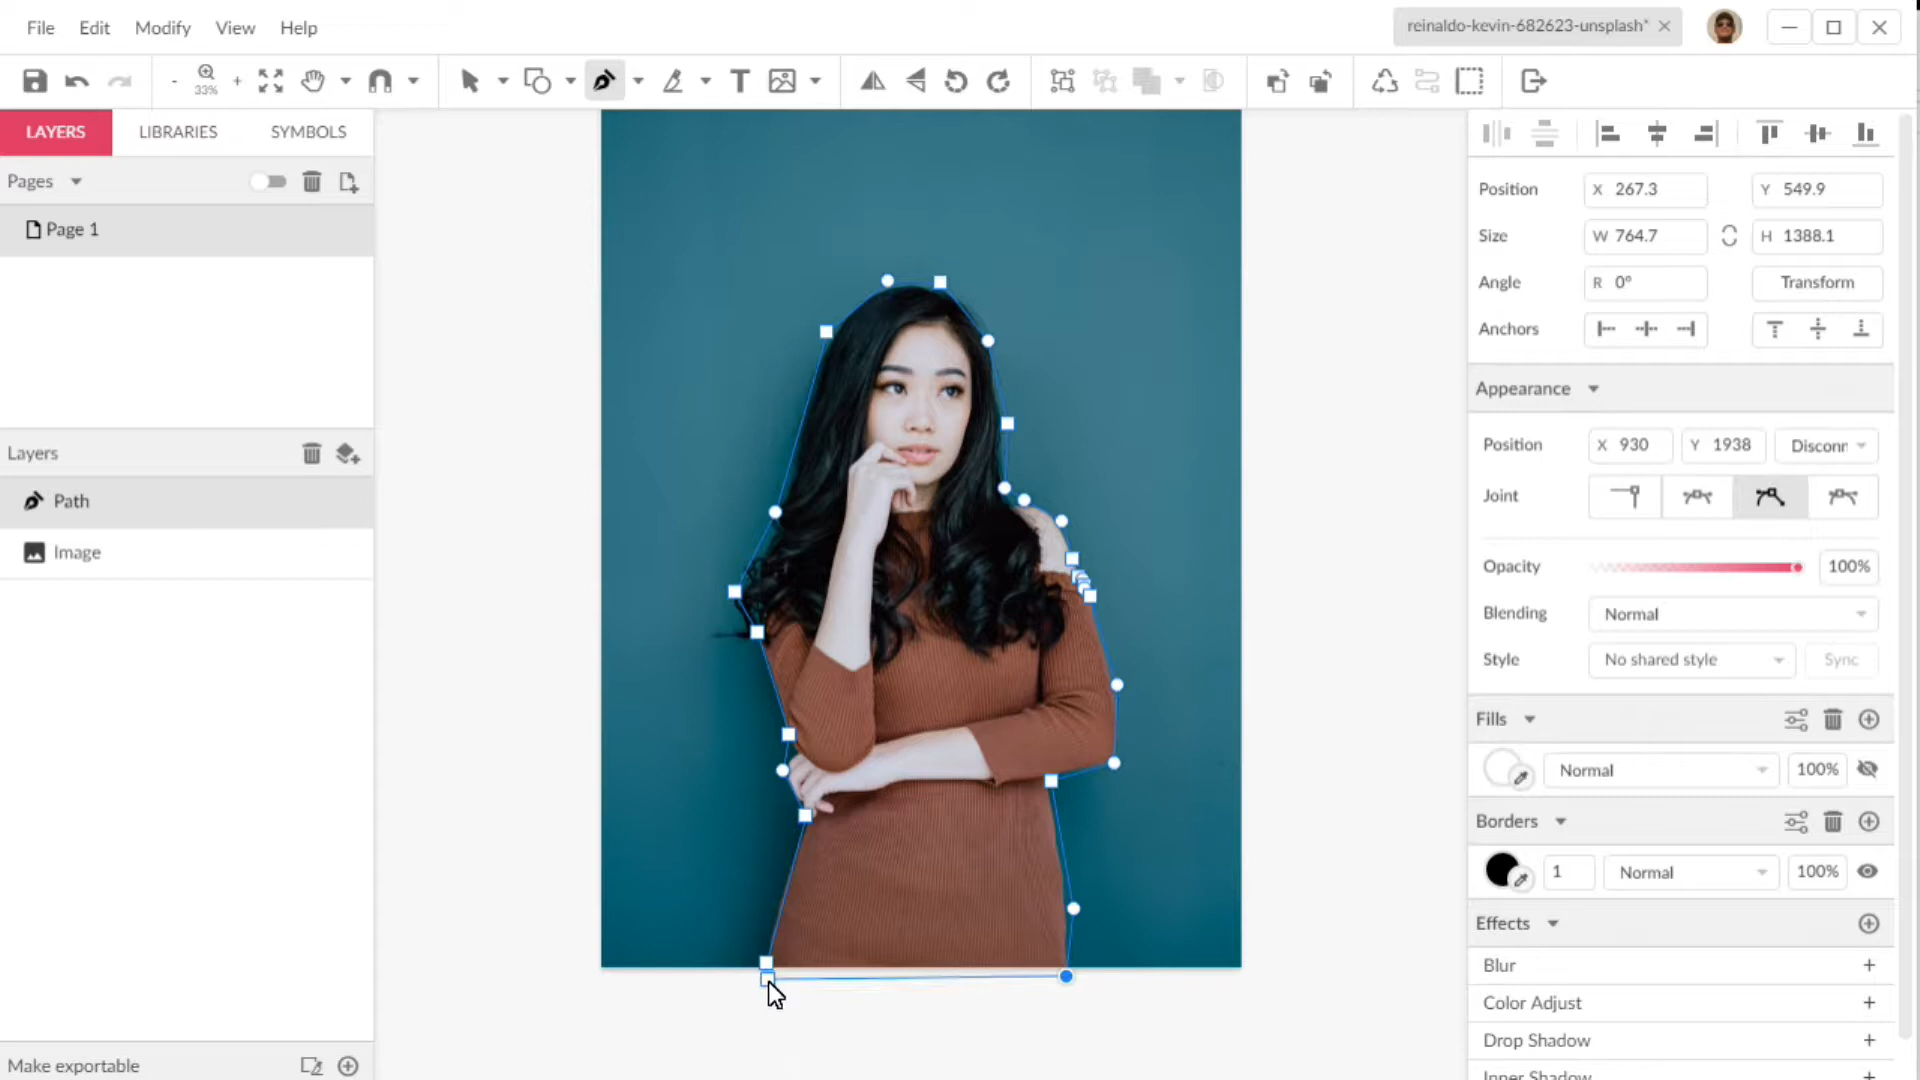 File Edit Modify View Help
reinaldo-kevin-682623-unsplash*
- 33% +
T
LAYERS LIBRARIES SYMBOLS
Pages
Page 1
Layers
Path
Image
Make exportable
Position X 267.3 Y 549.9
Size W 764.7 H 1388.1
Angle R 0° Transform
Anchors
Appearance
Position X 930 Y 1938 Disconr
Joint
Opacity 100%
Blending Normal
Style No shared style Sync
Fills
Normal 100%
Borders
1 Normal 100%
Effects
Blur +
Color Adjust +
Drop Shadow +
Inner Shadow